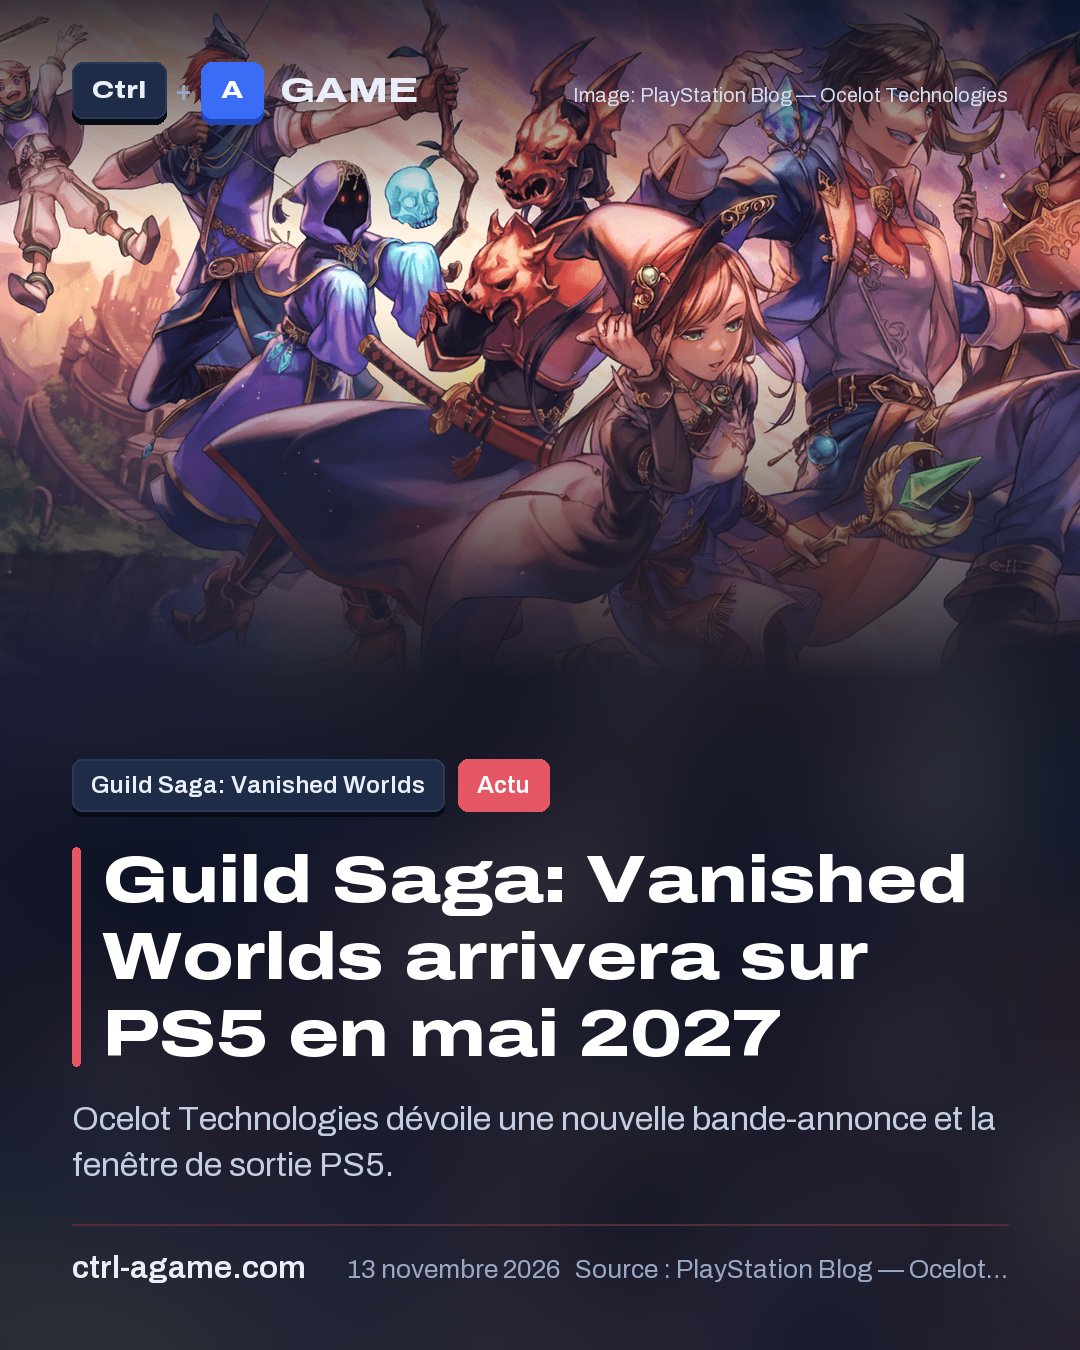 Ctrl + A GAME
Image: PlayStation Blog — Ocelot Technologies
Guild Saga: Vanished Worlds
Actu
Guild Saga: Vanished
Worlds arrivera sur
PS5 en mai 2027
Ocelot Technologies dévoile une nouvelle bande-annonce et la
fenêtre de sortie PS5.
ctrl-agame.com
13 novembre 2026
Source : PlayStation Blog — Ocelot…